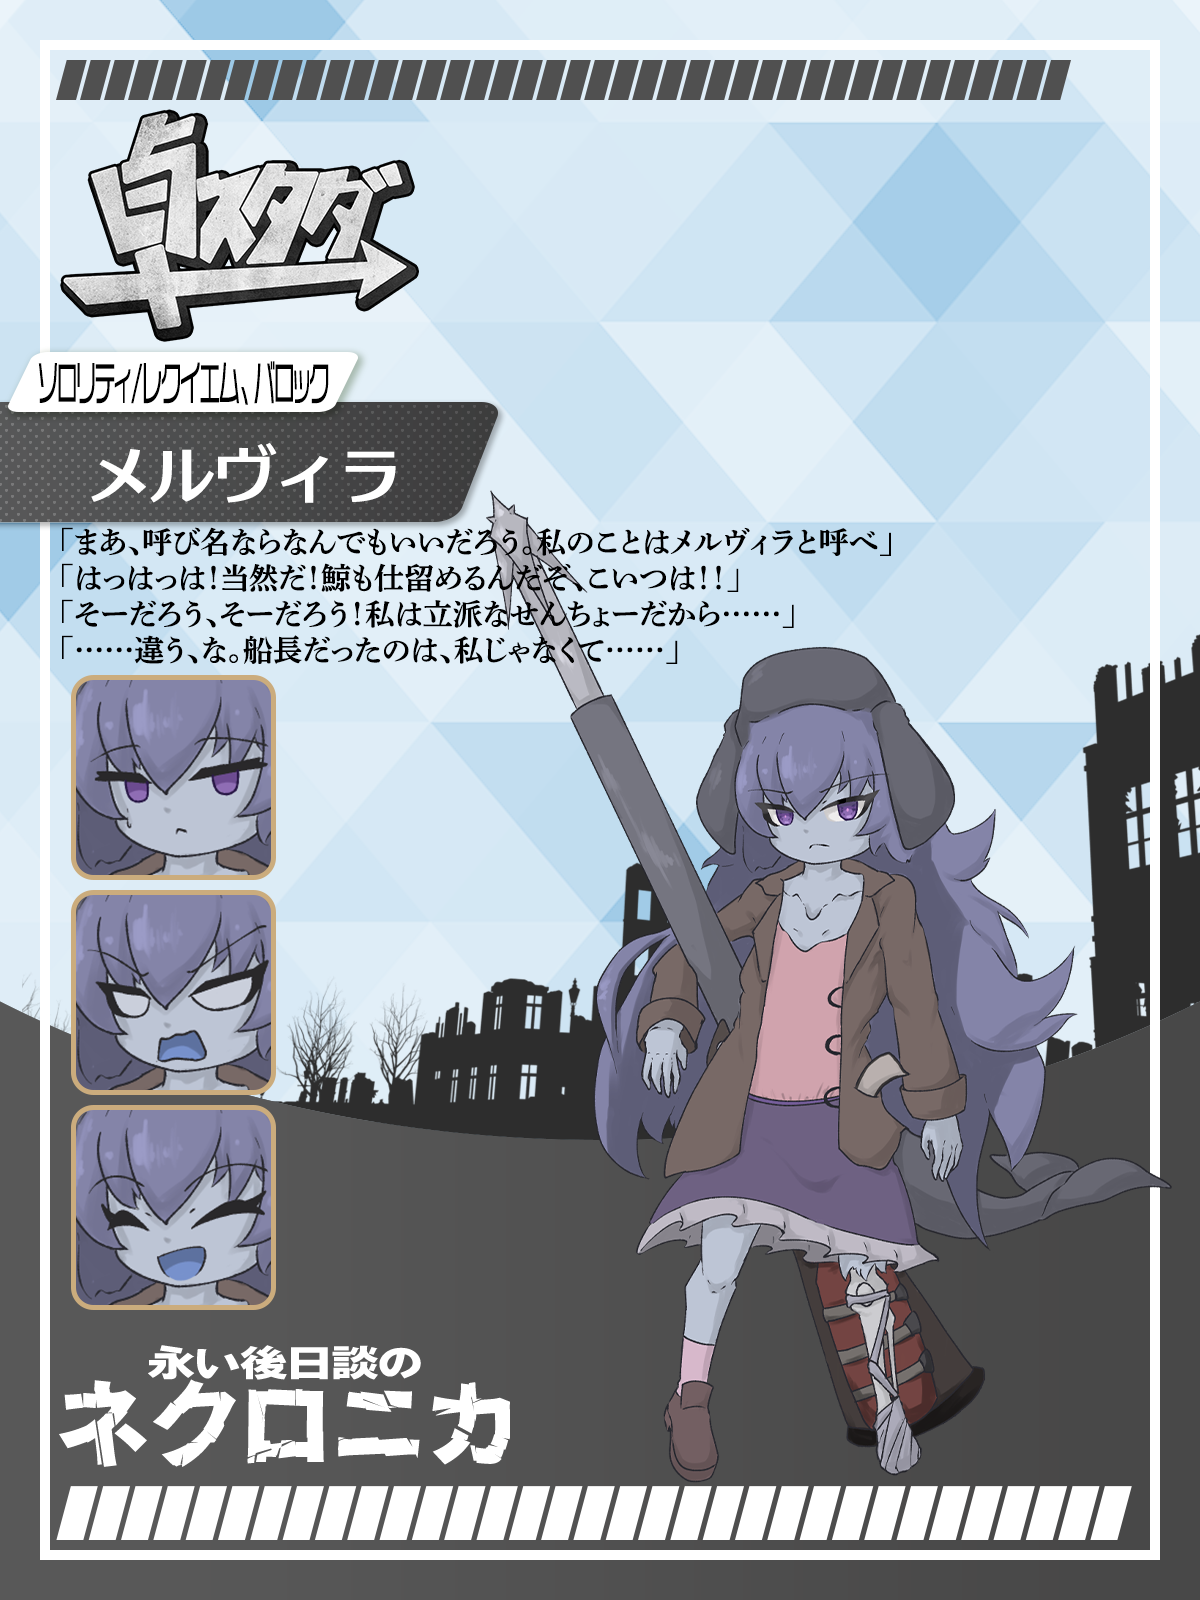 卓スタダ
ソロリティ/レクイエム、バロック
メルヴィラ
「まあ、呼び名ならなんでもいいだろう。私のことはメルヴィラと呼べ」
「はっはっは！当然だ！鯨も仕留めるんだぞ、こいつは！！」
「そーだろう、そーだろう！私は立派なせんちょーだから……」
「……違う、な。船長だったのは、私じゃなくて……」
永い後日談の
ネクロニカ